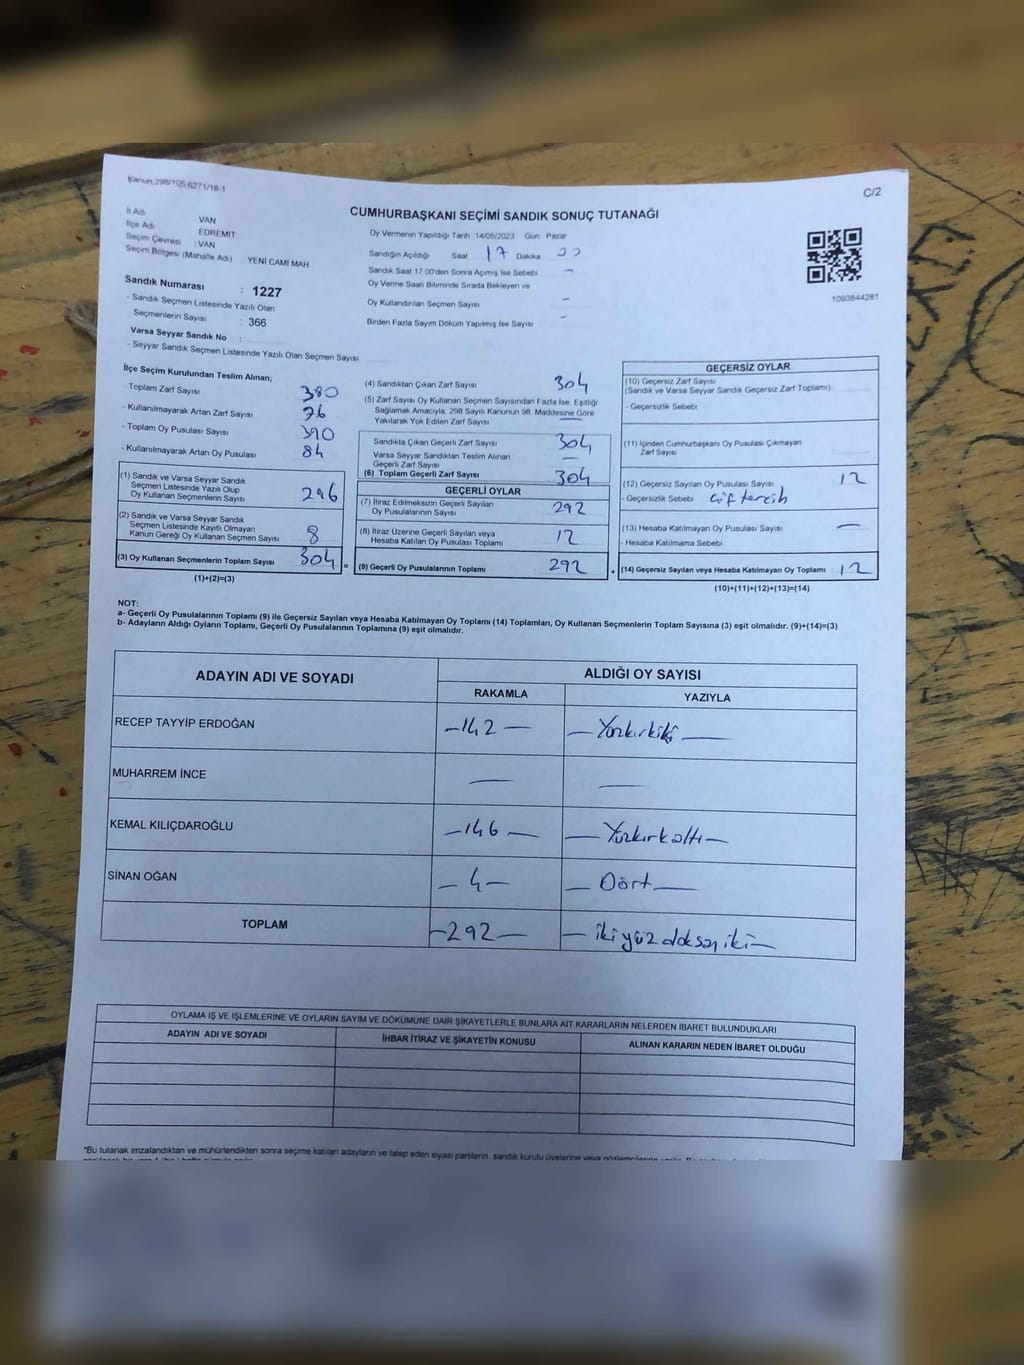 Kanun,298/105,6271/18-1
C/2
CUMHURBAŞKANI SEÇİMİ SANDIK SONUÇ TUTANAĞI
İl Adı VAN
İlçe Adı EDREMIT
Seçim Çevresi : VAN
Seçim Bölgesi (Mahalle Adı) YENİ CAMİ MAH
Sandık Numarası : 1227
- Sandık Seçmen Listesinde Yazılı Olan
Seçmenlerin Sayısı : 366
Varsa Seyyar Sandık No :
- Seyyar Sandık Seçmen Listesinde Yazılı Olan Seçmen Sayısı
Oy Vermenin Yapıldığı Tarih 14/05/2023 Gün Pazar
Sandığın Açıldığı Saat 17 Dakika
Sandık Saat 17.00'den Sonra Açımış İse Sebebi –
Oy Verme Saati Bitiminde Sırada Bekleyen ve
Oy Kullandırılan Seçmen Sayısı –
Birden Fazla Sayım Döküm Yapılmış İse Sayısı –
1093844281
İlçe Seçim Kurulundan Teslim Alınan;
- Toplam Zarf Sayısı 380
- Kullanılmayarak Artan Zarf Sayısı 76
- Toplam Oy Pusulası Sayısı 390
- Kullanılmayarak Artan Oy Pusulası 84
(1) Sandık ve Varsa Seyyar Sandık
Seçmen Listesinde Yazılı Olup
Oy Kullanan Seçmenlerin Sayısı 296
(2) Sandık ve Varsa Seyyar Sandık
Seçmen Listesinde Kayıtlı Olmayan
Kanun Gereği Oy Kullanan Seçmen Sayısı 8
(3) Oy Kullanan Seçmenlerin Toplam Sayısı 304 =
(1)+(2)=(3)
(4) Sandıktan Çıkan Zarf Sayısı 304
(5) Zarf Sayısı Oy Kullanan Seçmen Sayısından Fazla İse, Eşitliği
Sağlamak Amacıyla, 298 Sayılı Kanunun 98. Maddesine Göre
Yakılarak Yok Edilen Zarf Sayısı –
Sandıkta Çıkan Geçerli Zarf Sayısı 304
Varsa Seyyar Sandıktan Teslim Alınan
Geçerli Zarf Sayısı –
(6) Toplam Geçerli Zarf Sayısı 304
GEÇERLİ OYLAR
(7) İtiraz Edilmeksizin Geçerli Sayılan
Oy Pusulalarının Sayısı 292
(8) İtiraz Üzerine Geçerli Sayılan veya
Hesaba Katılan Oy Pusulası Toplamı 12
(9) Geçerli Oy Pusulalarının Toplamı 292 +
GEÇERSİZ OYLAR
(10) Geçersiz Zarf Sayısı
(Sandık ve Varsa Seyyar Sandık Geçersiz Zarf Toplamı)
- Geçersizlik Sebebi
(11) İçinden Cumhurbaşkanı Oy Pusulası Çıkmayan
Zarf Sayısı
(12) Geçersiz Sayılan Oy Pusulası Sayısı 12
- Geçersizlik Sebebi Çift tercih
(13) Hesaba Katılmayan Oy Pusulası Sayısı –
- Hesaba Katılmama Sebebi
(14) Geçersiz Sayılan veya Hesaba Katılmayan Oy Toplamı 12
(10)+(11)+(12)+(13)=(14)
NOT:
a- Geçerli Oy Pusulalarının Toplamı (9) ile Geçersiz Sayılan veya Hesaba Katılmayan Oy Toplamı (14) Toplamları, Oy Kullanan Seçmenlerin Toplam Sayısına (3) eşit olmalıdır. (9)+(14)=(3)
b- Adayların Aldığı Oyların Toplamı, Geçerli Oy Pusulalarının Toplamına (9) eşit olmalıdır.
ADAYIN ADI VE SOYADI ALDIĞI OY SAYISI
RAKAMLA YAZIYLA
RECEP TAYYİP ERDOĞAN –142– –Yüzkırkiki–
MUHARREM İNCE – –
KEMAL KILIÇDAROĞLU –146– –Yüzkırkaltı–
SİNAN OĞAN –4– –Dört–
TOPLAM –292– –ikiyüzdoksaniki–
OYLAMA İŞ VE İŞLEMLERİNE VE OYLARIN SAYIM VE DÖKÜMÜNE DAİR ŞİKAYETLERLE BUNLARA AİT KARARLARIN NELERDEN İBARET BULUNDUKLARI
ADAYIN ADI VE SOYADI İHBAR İTİRAZ VE ŞİKAYETİN KONUSU ALINAN KARARIN NEDEN İBARET OLDUĞU
*Bu tutanak imzalandıktan ve mühürlendikten sonra seçime katılan adayların ve talep eden siyasi partilerin sandık kurulu üyelerine veya gözlemcilerine verilir.